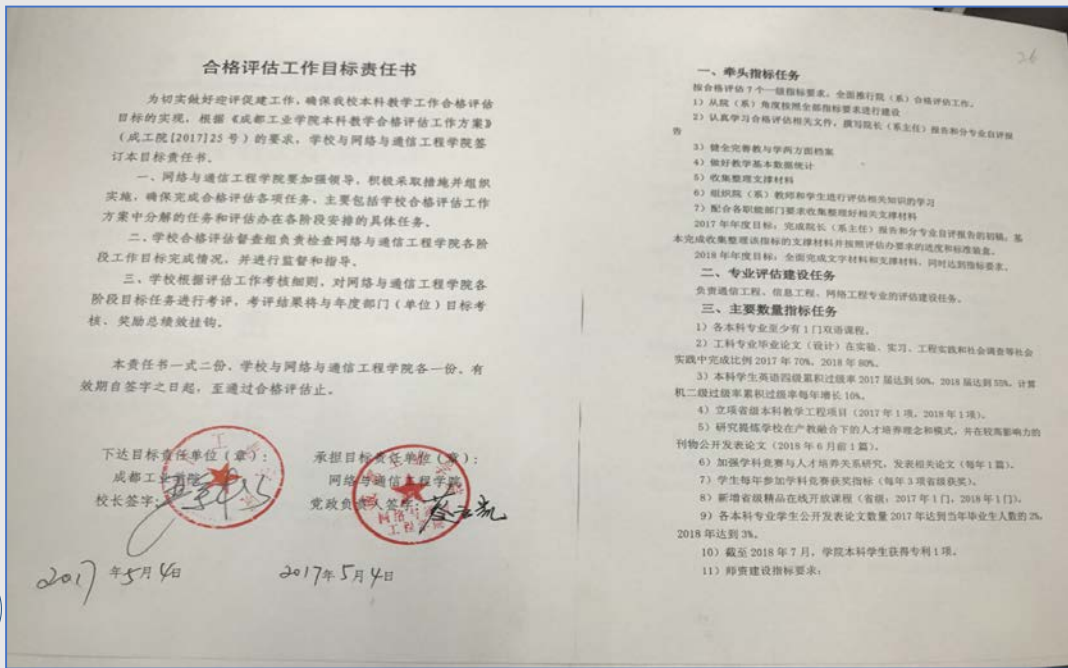 合格评估工作目标责任书
为切实做好迎评促建工作，确保我校本科教学工作合格评估
目标的实现，根据《成都工业学院本科教学合格评估工作方案》
（成工院[2017]25号）的要求，学校与网络与通信工程学院签
订本目标责任书。
一、网络与通信工程学院要加强领导，积极采取措施并组织
实施，确保完成合格评估各项任务，主要包括学校合格评估工作
方案中分解的任务和评估办在各阶段安排的具体任务。
二、学校合格评估督查组负责检查网络与通信工程学院各阶
段工作目标完成情况，并进行监督和指导。
三、学校根据评估工作考核细则，对网络与通信工程学院各
阶段目标任务进行考评，考评结果将与年度部门（单位）目标考
核、奖励总绩效挂钩。
本责任书一式二份，学校与网络与通信工程学院各一份。有
效期自签字之日起，至通过合格评估止。
下达目标责任单位（章）：
成都工业学院
校长签字：
2017年5月4日
承担目标责任单位（章）：
网络与通信工程学院
党政负责人签字：
2017年5月4日
26
一、牵头指标任务
按合格评估7个一级指标要求，全面推行院（系）合格评估工作。
1）从院（系）角度按照全部指标要求进行建设
2）认真学习合格评估相关文件，撰写院长（系主任）报告和分专业自评报
告
3）健全完善教与学两方面档案
4）做好教学基本数据统计
5）收集整理支撑材料
6）组织院（系）教师和学生进行评估相关知识的学习
7）配合各职能部门要求收集整理好相关支撑材料
2017年年度目标：完成院长（系主任）报告和分专业自评报告的初稿，基
本完成收集整理该指标的支撑材料并按照评估办要求的进度和标准装盒。
2018年年度目标：全面完成文字材料和支撑材料，同时达到指标要求。
二、专业评估建设任务
负责通信工程、信息工程、网络工程专业的评估建设任务。
三、主要数量指标任务
1）各本科专业至少有1门双语课程。
2）工科专业毕业论文（设计）在实验、实习、工程实践和社会调查等社会
实践中完成比例2017年70%，2018年80%。
3）本科学生英语四级累积过级率2017届达到50%，2018届达到55%，计算
机二级过级率累积过级率每年增长10%。
4）立项省级本科教学工程项目（2017年1项，2018年1项）。
5）研究提炼学校在产教融合下的人才培养理念和模式，并在较高影响力的
刊物公开发表论文（2018年6月前1篇）。
6）加强学科竞赛与人才培养关系研究，发表相关论文（每年1篇）。
7）学生每年参加学科竞赛获奖指标（每年3项省级获奖）。
8）新增省级精品在线开放课程（省级，2017年1门，2018年1门）。
9）各本科专业学生公开发表论文数量2017年达到当年毕业生人数的2%，
2018年达到3%。
10）截至2018年7月，学院本科学生获得专利1项。
11）师资建设指标要求：